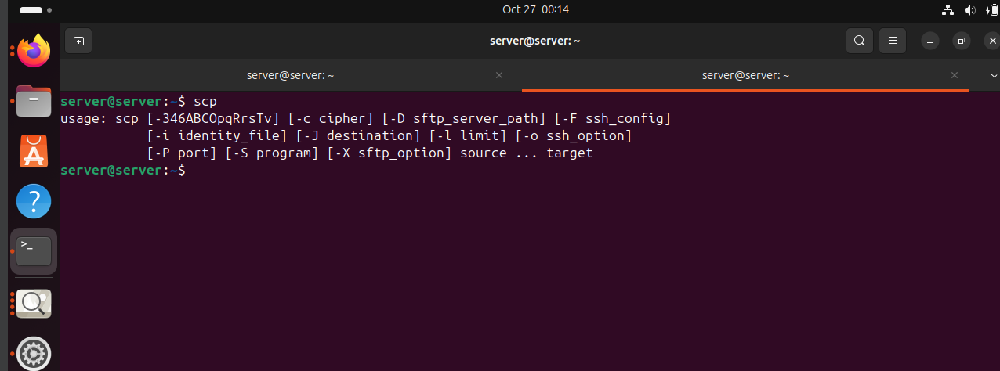 Oct 27 00:14
server@server: ~
server@server: ~
server@server: ~
server@server:~$ scp
usage: scp [-346ABCOpqRrsTv] [-c cipher] [-D sftp_server_path] [-F ssh_config]
           [-i identity_file] [-J destination] [-l limit] [-o ssh_option]
           [-P port] [-S program] [-X sftp_option] source ... target
server@server:~$